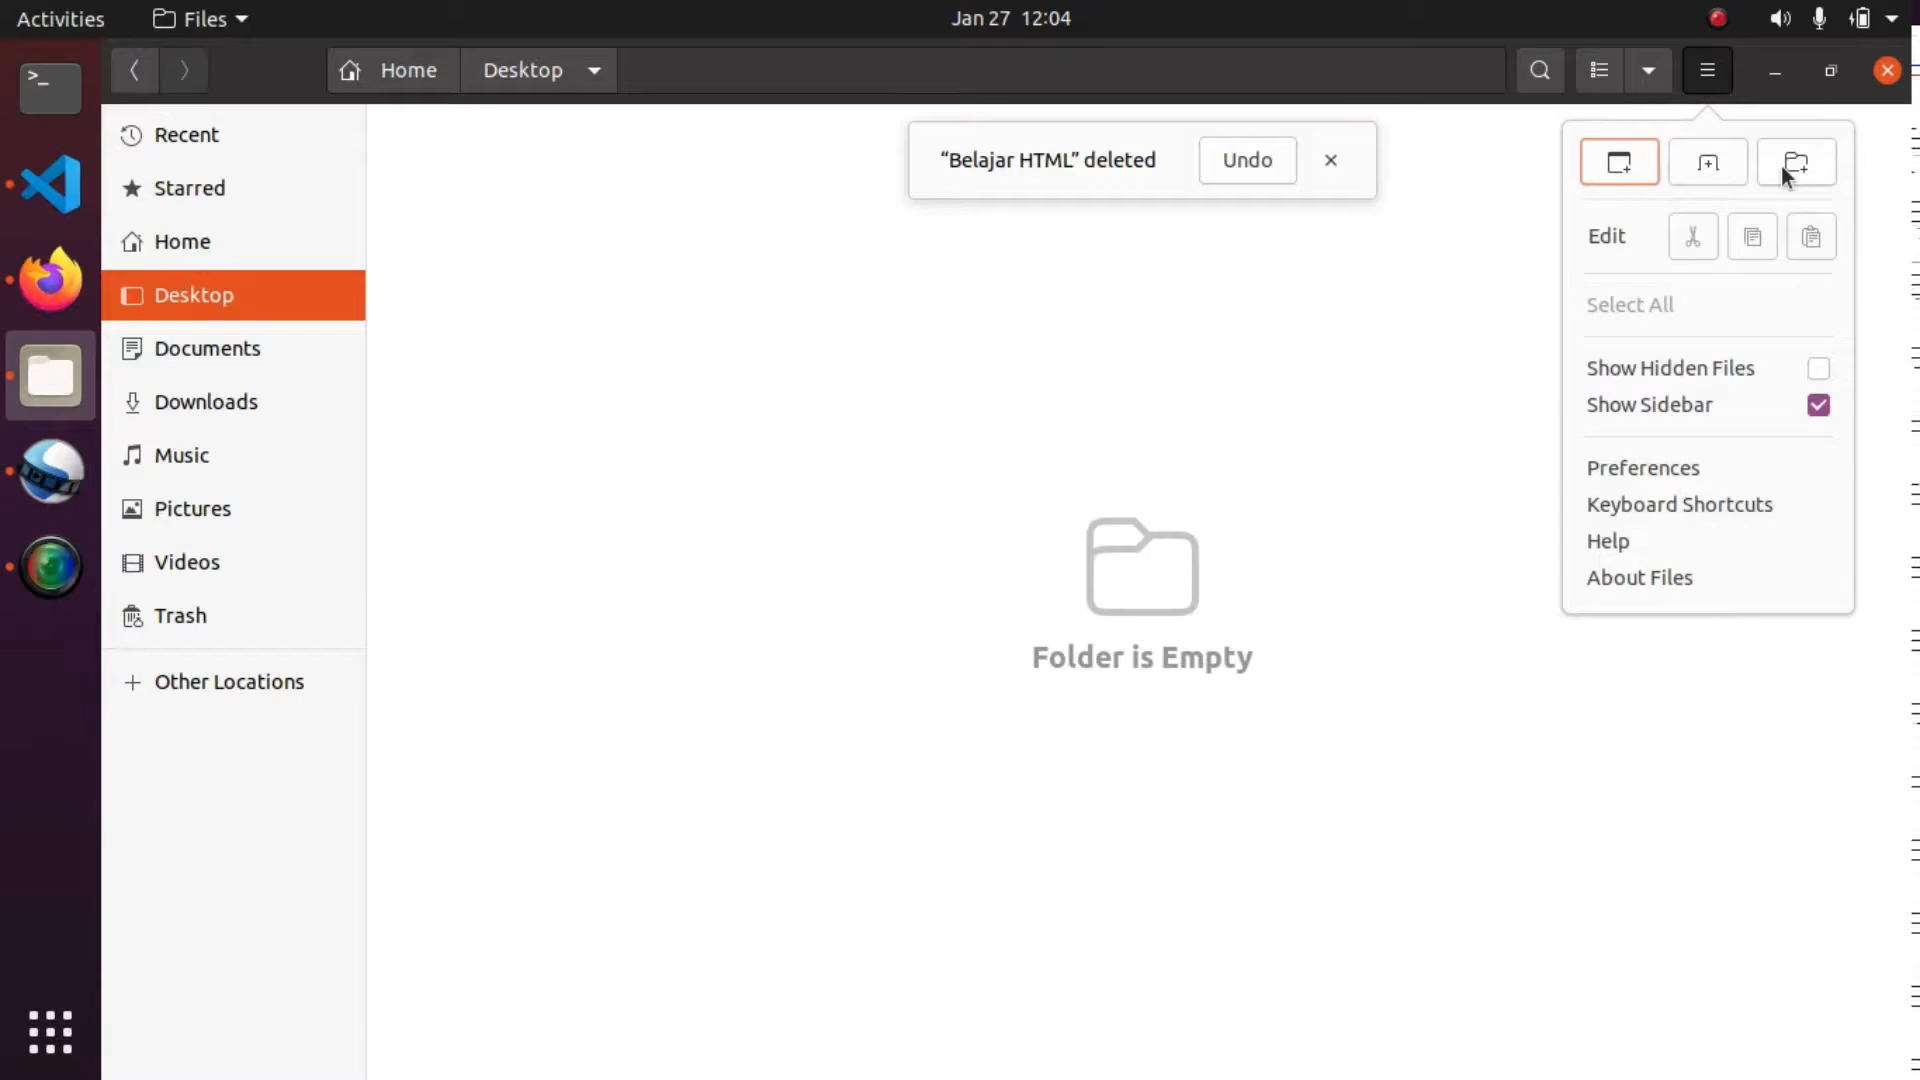 Activities Files Jan 27 12:04
Home Desktop
Recent
Starred
Home
Desktop
Documents
Downloads
Music
Pictures
Videos
Trash
Other Locations
“Belajar HTML” deleted Undo
Folder is Empty
Edit
Select All
Show Hidden Files
Show Sidebar
Preferences
Keyboard Shortcuts
Help
About Files